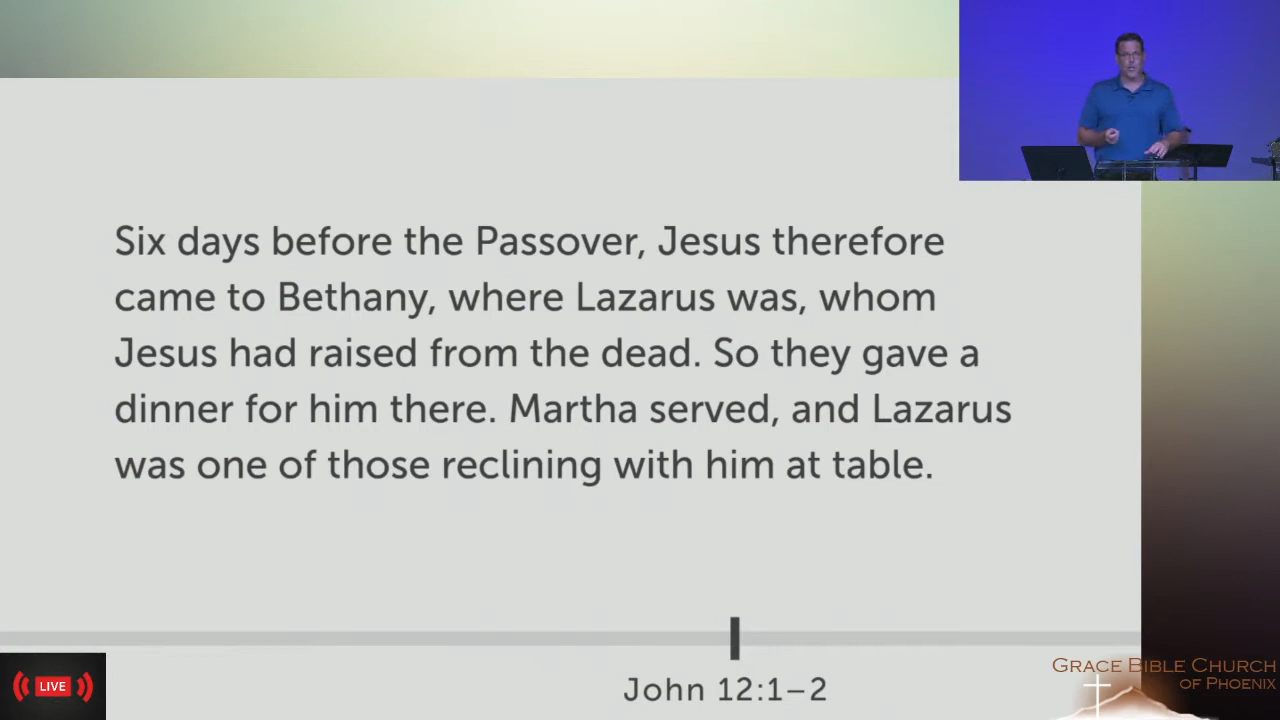 Six days before the Passover, Jesus therefore
came to Bethany, where Lazarus was, whom
Jesus had raised from the dead. So they gave a
dinner for him there. Martha served, and Lazarus
was one of those reclining with him at table.
John 12:1–2
LIVE
Grace Bible Church
of Phoenix